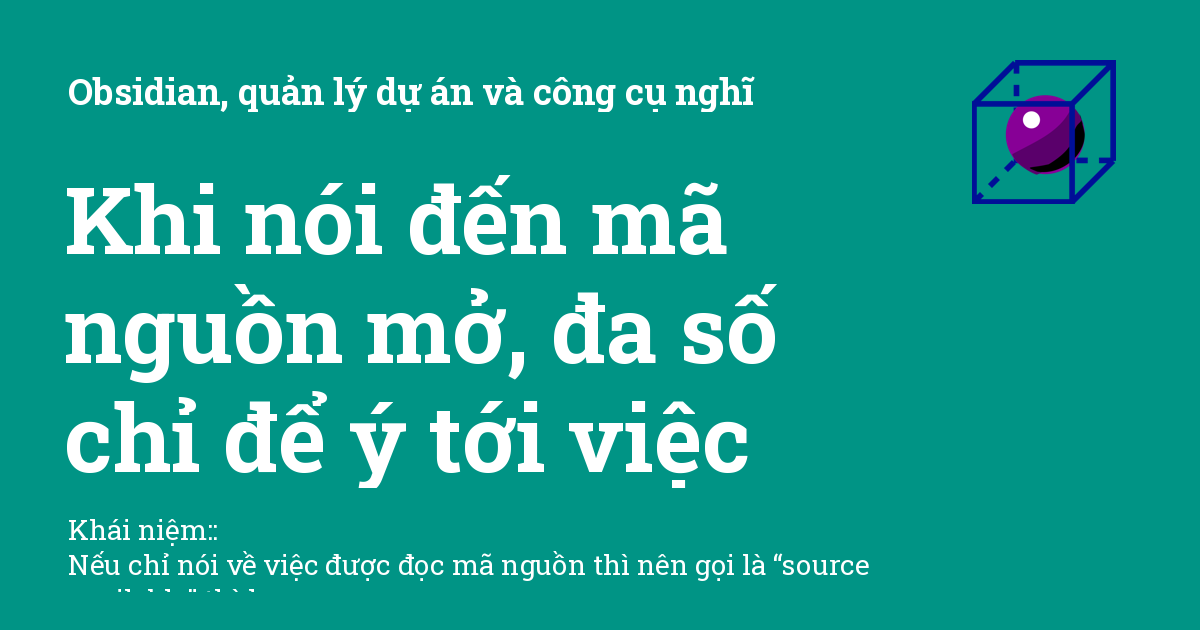 Obsidian, quản lý dự án và công cụ nghĩ
Khi nói đến mã
nguồn mở, đa số
chỉ để ý tới việc
Khái niệm::
Nếu chỉ nói về việc được đọc mã nguồn thì nên gọi là “source